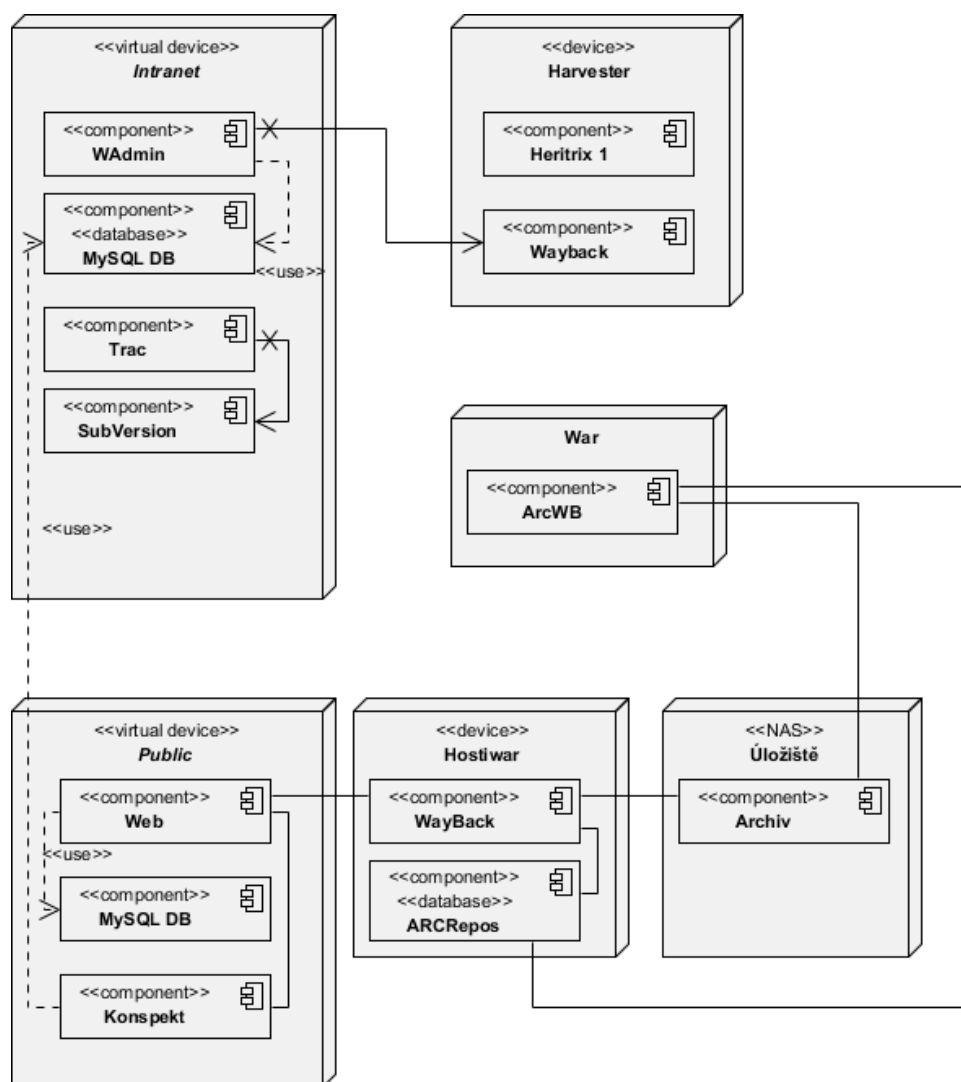 <<virtual device>>
Intranet
<<component>>
WAdmin
<<component>>
<<database>>
MySQL DB
<<use>>
<<component>>
Trac
<<component>>
SubVersion
<<use>>
<<device>>
Harvester
<<component>>
Heritrix 1
<<component>>
Wayback
War
<<component>>
ArcWB
<<virtual device>>
Public
<<component>>
Web
<<use>>
<<component>>
MySQL DB
<<component>>
Konspekt
<<device>>
Hostiwar
<<component>>
WayBack
<<component>>
<<database>>
ARCRepos
<<NAS>>
Úložiště
<<component>>
Archiv